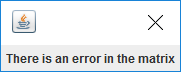 There is an error in the matrix